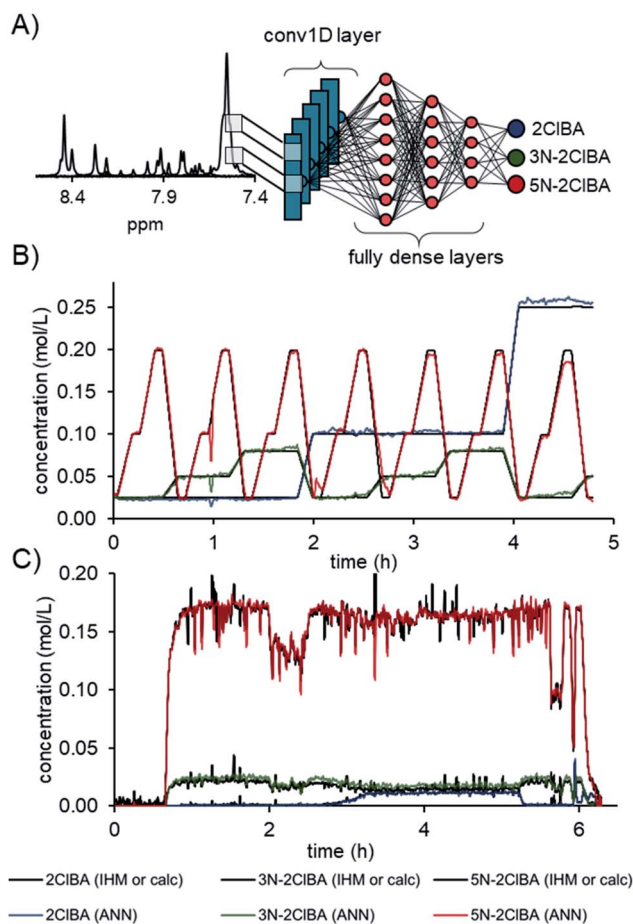 A)
conv1D layer
2ClBA
3N-2ClBA
5N-2ClBA
8.4 7.9 7.4
ppm
fully dense layers
B)
concentration (mol/L)
0.25
0.20
0.15
0.10
0.05
0.00
0 1 2 3 4 5
time (h)
C)
concentration (mol/L)
0.20
0.15
0.10
0.05
0.00
0 2 4 6
time (h)
2ClBA (IHM or calc) 3N-2ClBA (IHM or calc) 5N-2ClBA (IHM or calc)
2ClBA (ANN) 3N-2ClBA (ANN) 5N-2ClBA (ANN)